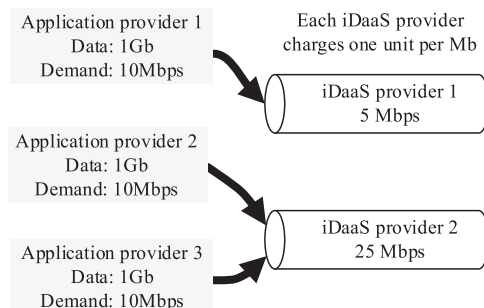 Application provider 1
Data: 1Gb
Demand: 10Mbps
Each iDaaS provider
charges one unit per Mb
iDaaS provider 1
5 Mbps
Application provider 2
Data: 1Gb
Demand: 10Mbps
iDaaS provider 2
25 Mbps
Application provider 3
Data: 1Gb
Demand: 10Mbps